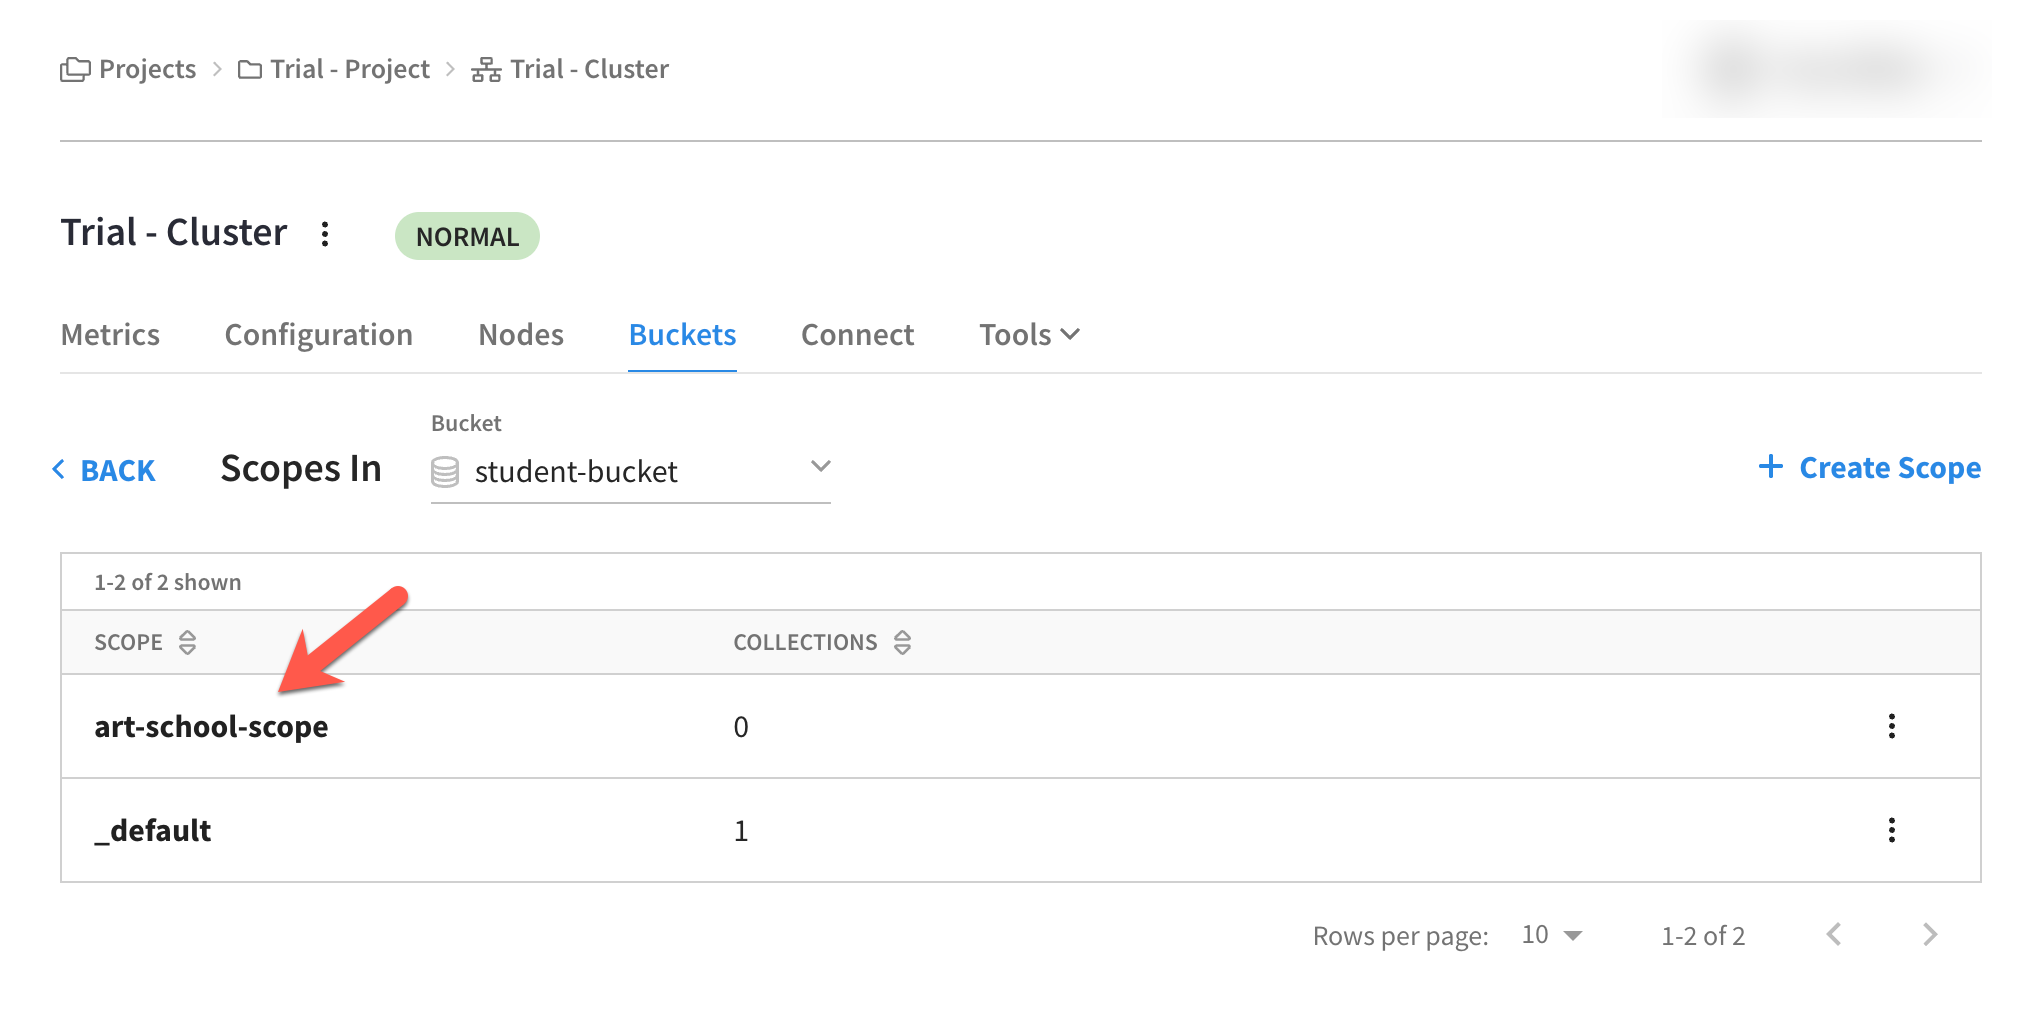 Projects > Trial - Project > Trial - Cluster
Trial - Cluster NORMAL
Metrics Configuration Nodes Buckets Connect Tools
Bucket
BACK Scopes In student-bucket + Create Scope
1-2 of 2 shown
SCOPE COLLECTIONS
art-school-scope 0
_default 1
Rows per page: 10 1-2 of 2